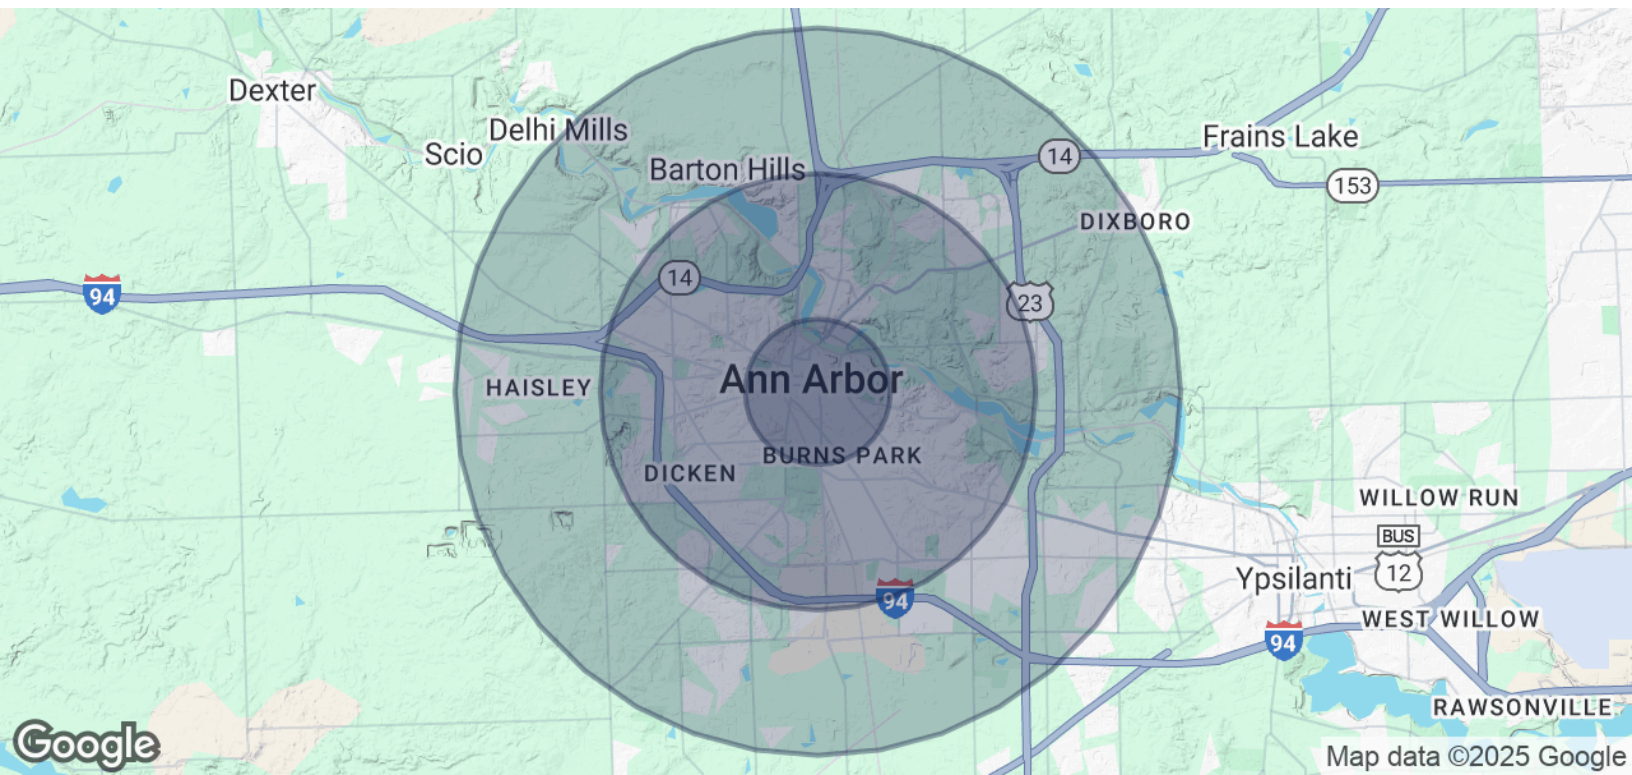 Dexter
Delhi Mills
Scio
Barton Hills
14
Frains Lake
153
DIXBORO
94
14
23
Ann Arbor
HAISLEY
BURNS PARK
DICKEN
WILLOW RUN
BUS
12
Ypsilanti
94
WEST WILLOW
94
RAWSONVILLE
Google
Map data ©2025 Google